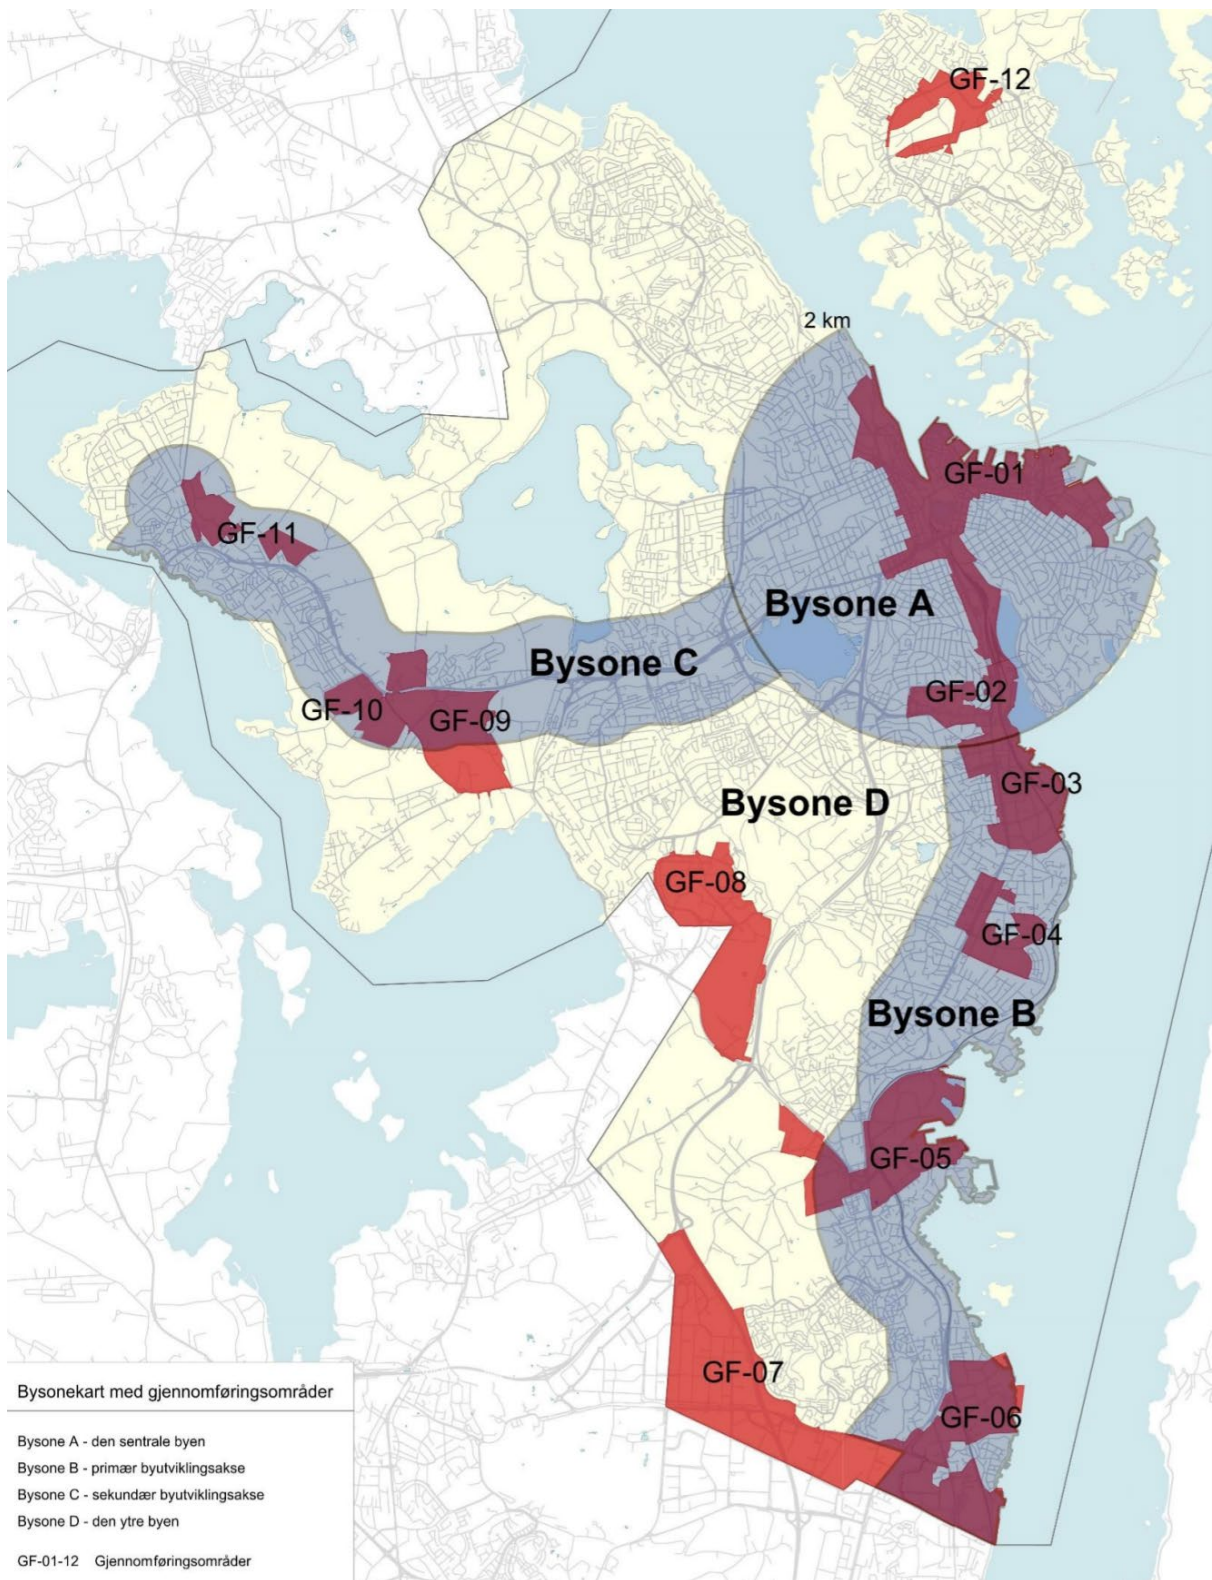 GF-12
2 km
GF-01
GF-11
Bysone A
Bysone C
GF-02
GF-10
GF-09
GF-03
Bysone D
GF-08
GF-04
Bysone B
GF-05
GF-07
GF-06
Bysonekart med gjennomføringsområder
Bysone A - den sentrale byen
Bysone B - primær byutviklingsakse
Bysone C - sekundær byutviklingsakse
Bysone D - den ytre byen
GF-01-12 Gjennomføringsområder